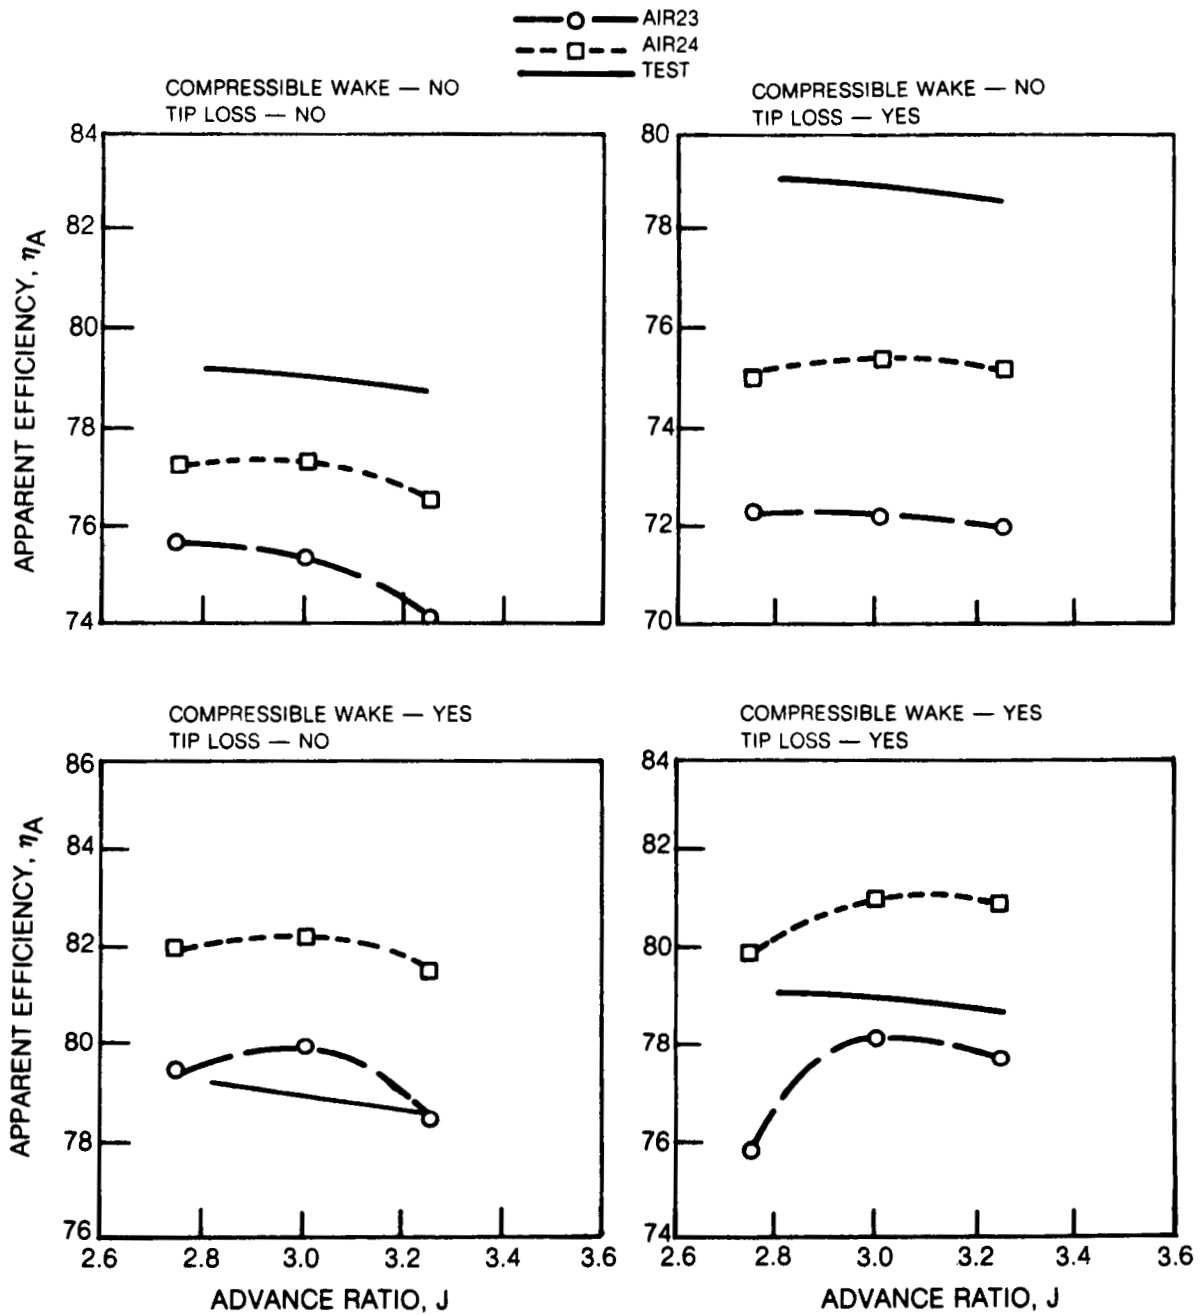 AIR23
AIR24
TEST
COMPRESSIBLE WAKE — NO
TIP LOSS — NO
84
82
80
78
76
74
APPARENT EFFICIENCY, ηA
COMPRESSIBLE WAKE — NO
TIP LOSS — YES
80
78
76
74
72
70
COMPRESSIBLE WAKE — YES
TIP LOSS — NO
86
84
82
80
78
76
APPARENT EFFICIENCY, ηA
2.6 2.8 3.0 3.2 3.4 3.6
ADVANCE RATIO, J
COMPRESSIBLE WAKE — YES
TIP LOSS — YES
84
82
80
78
76
74
2.6 2.8 3.0 3.2 3.4 3.6
ADVANCE RATIO, J